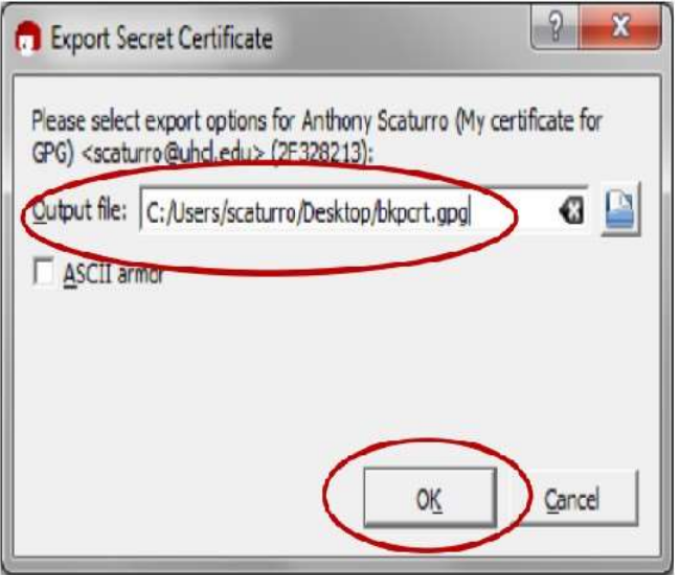 Export Secret Certificate
Please select export options for Anthony Scaturro (My certificate for
GPG) <scaturro@uhcl.edu> (2F328213):
Output file: C:/Users/scaturro/Desktop/bkpcrt.gpg
ASCII armor
OK Cancel